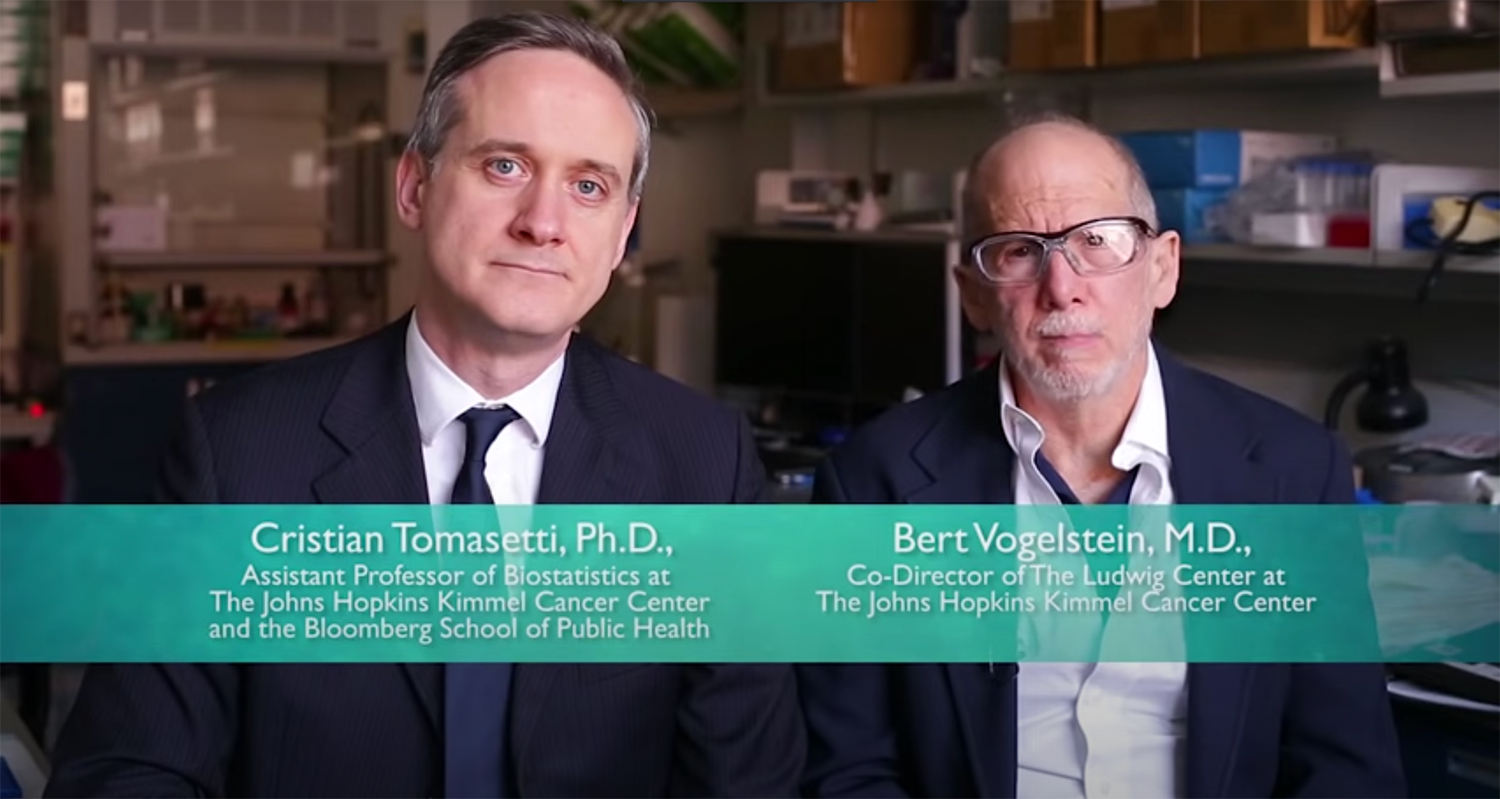 Cristian Tomasetti, Ph.D.,
Assistant Professor of Biostatistics at
The Johns Hopkins Kimmel Cancer Center
and the Bloomberg School of Public Health
Bert Vogelstein, M.D.,
Co-Director of The Ludwig Center at
The Johns Hopkins Kimmel Cancer Center